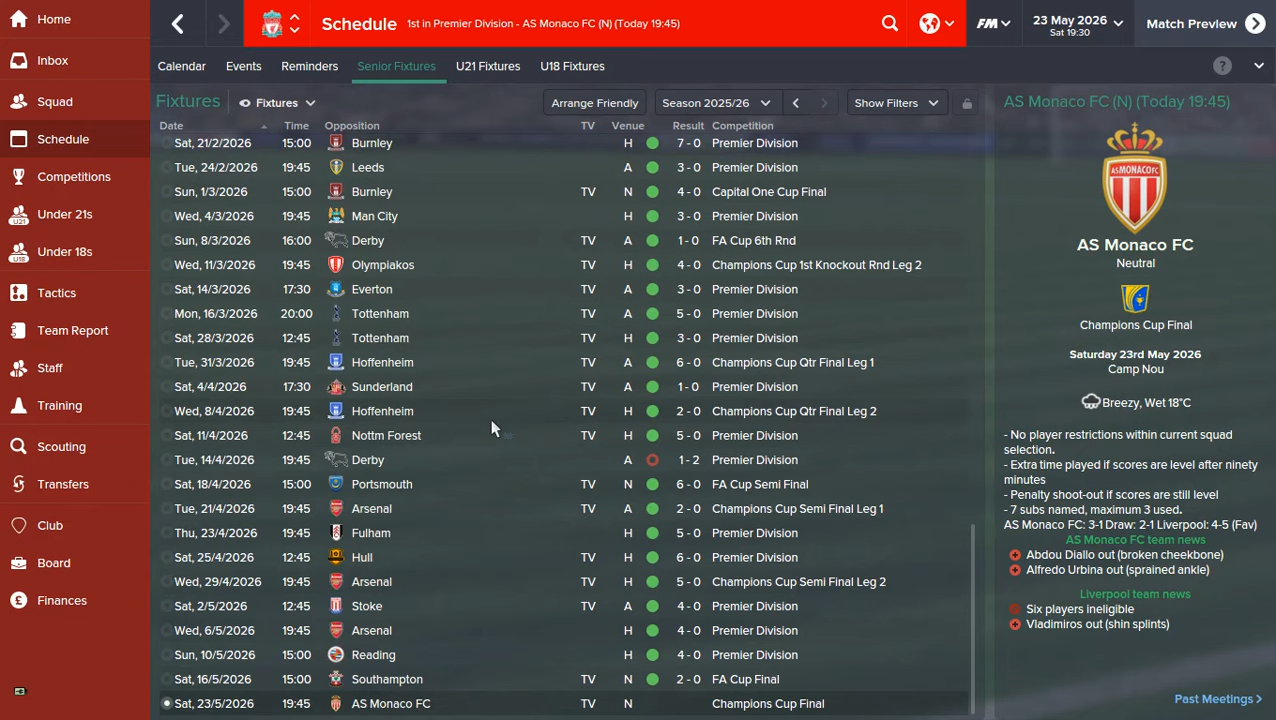 Home
Inbox
Squad
Schedule
Competitions
Under 21s
Under 18s
Tactics
Team Report
Staff
Training
Scouting
Transfers
Club
Board
Finances
Schedule 1st in Premier Division - AS Monaco FC (N) (Today 19:45)
FM
23 May 2026
Sat 19:30
Match Preview
Calendar Events Reminders Senior Fixtures U21 Fixtures U18 Fixtures
Fixtures Fixtures Arrange Friendly Season 2025/26 Show Filters
Date Time Opposition TV Venue Result Competition
Sat, 21/2/2026 15:00 Burnley H 7 - 0 Premier Division
Tue, 24/2/2026 19:45 Leeds A 3 - 0 Premier Division
Sun, 1/3/2026 15:00 Burnley TV N 4 - 0 Capital One Cup Final
Wed, 4/3/2026 19:45 Man City H 3 - 0 Premier Division
Sun, 8/3/2026 16:00 Derby TV A 1 - 0 FA Cup 6th Rnd
Wed, 11/3/2026 19:45 Olympiakos TV H 4 - 0 Champions Cup 1st Knockout Rnd Leg 2
Sat, 14/3/2026 17:30 Everton TV A 3 - 0 Premier Division
Mon, 16/3/2026 20:00 Tottenham TV A 5 - 0 Premier Division
Sat, 28/3/2026 12:45 Tottenham TV H 3 - 0 Premier Division
Tue, 31/3/2026 19:45 Hoffenheim TV A 6 - 0 Champions Cup Qtr Final Leg 1
Sat, 4/4/2026 17:30 Sunderland TV A 1 - 0 Premier Division
Wed, 8/4/2026 19:45 Hoffenheim TV H 2 - 0 Champions Cup Qtr Final Leg 2
Sat, 11/4/2026 12:45 Nottm Forest TV H 5 - 0 Premier Division
Tue, 14/4/2026 19:45 Derby A 1 - 2 Premier Division
Sat, 18/4/2026 15:00 Portsmouth TV N 6 - 0 FA Cup Semi Final
Tue, 21/4/2026 19:45 Arsenal TV A 2 - 0 Champions Cup Semi Final Leg 1
Thu, 23/4/2026 19:45 Fulham H 5 - 0 Premier Division
Sat, 25/4/2026 12:45 Hull TV H 6 - 0 Premier Division
Wed, 29/4/2026 19:45 Arsenal TV H 5 - 0 Champions Cup Semi Final Leg 2
Sat, 2/5/2026 12:45 Stoke TV A 4 - 0 Premier Division
Wed, 6/5/2026 19:45 Arsenal H 4 - 0 Premier Division
Sun, 10/5/2026 15:00 Reading H 4 - 0 Premier Division
Sat, 16/5/2026 15:00 Southampton TV N 2 - 0 FA Cup Final
Sat, 23/5/2026 19:45 AS Monaco FC TV N Champions Cup Final
AS Monaco FC (N) (Today 19:45)
AS MONACO FC
AS Monaco FC
Neutral
Champions Cup Final
Saturday 23rd May 2026
Camp Nou
Breezy, Wet 18°C
- No player restrictions within current squad
selection.
- Extra time played if scores are level after ninety
minutes
- Penalty shoot-out if scores are still level
- 7 subs named, maximum 3 used.
AS Monaco FC: 3-1 Draw: 2-1 Liverpool: 4-5 (Fav)
AS Monaco FC team news
Abdou Diallo out (broken cheekbone)
Alfredo Urbina out (sprained ankle)
Liverpool team news
Six players ineligible
Vladimiros out (shin splints)
Past Meetings >